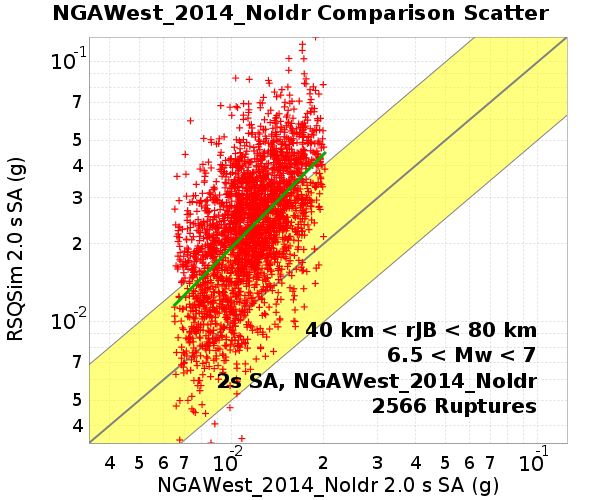 NGAWest_2014_NoIdr Comparison Scatter
RSQSim 2.0 s SA (g)
10⁻¹
7
5
4
3
2
10⁻²
7
5
4
40 km < rJB < 80 km
6.5 < Mw < 7
2s SA, NGAWest_2014_NoIdr
2566 Ruptures
4 5 6 7 10⁻² 2 3 4 5 6 7 10⁻¹
NGAWest_2014_NoIdr 2.0 s SA (g)